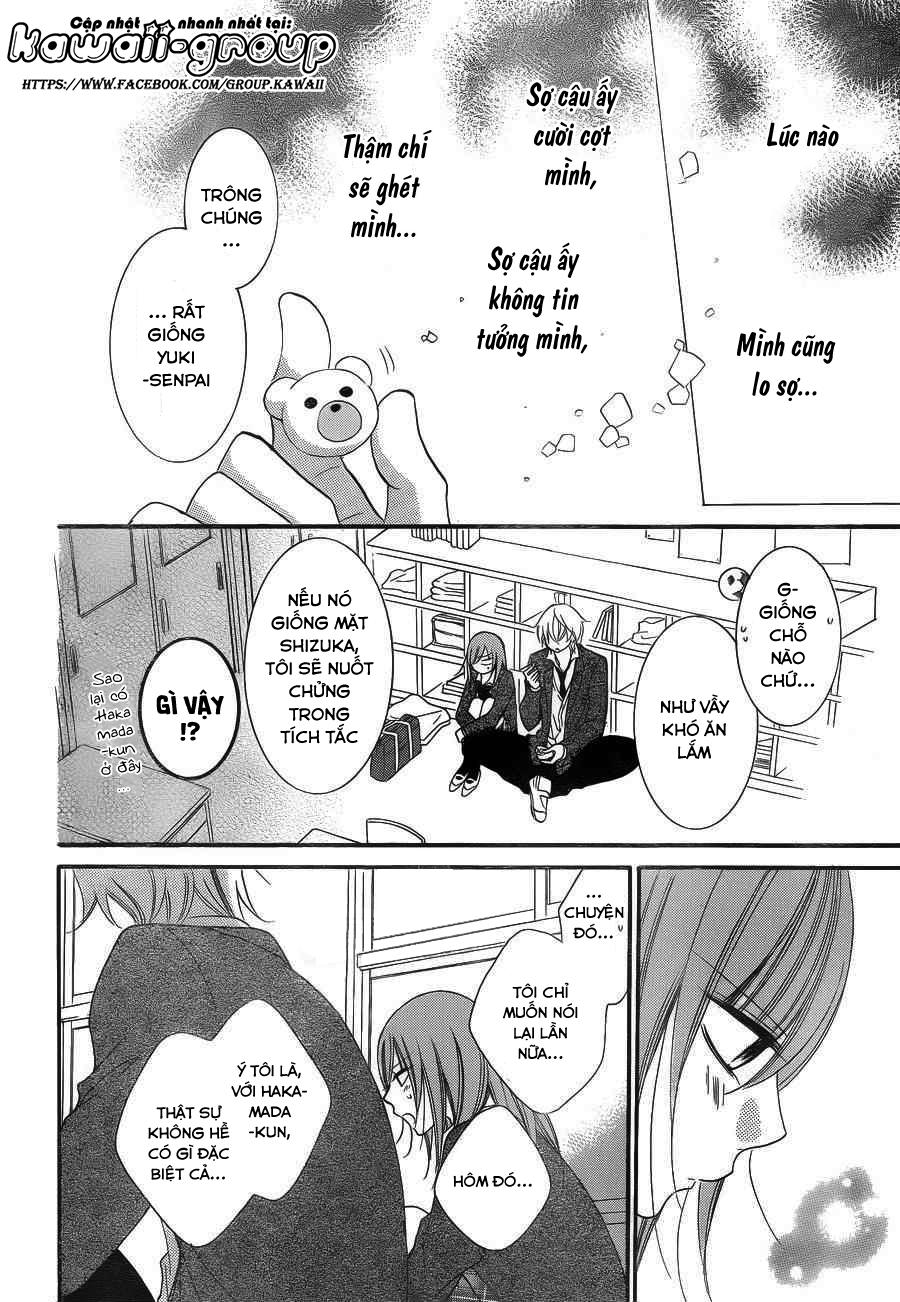 Cập nhật nhanh nhất tại:
kawaii-group
HTTPS://WWW.FACEBOOK.COM/GROUP.KAWAII
Lúc nào
Mình cũng
lo sợ...
Sợ cậu ấy
cười cợt
mình,
Sợ cậu ấy
không tin
tưởng mình,
Thậm chí
sẽ ghét
mình...
TRÔNG
CHÚNG
...
... RẤT
GIỐNG
YUKI
-SENPAI
G-
GIỐNG
CHỖ
NÀO
CHỨ...
NHƯ VẦY
KHÓ ĂN
LẮM
NẾU NÓ
GIỐNG MẶT
SHIZUKA,
TÔI SẼ NUỐT
CHỬNG
TRONG
TÍCH TẮC
GÌ VẬY
!?
Sao
lại có
Haka
mada
-kun
ở đây
...
...
CHUYỆN
ĐÓ...
TÔI CHỈ
MUỐN NÓI
LẠI LẦN
NỮA...
HÔM ĐÓ...
Ý TÔI LÀ,
VỚI HAKA-
MADA
-KUN,
THẬT SỰ
KHÔNG HỀ
CÓ GÌ ĐẶC
BIỆT CẢ...